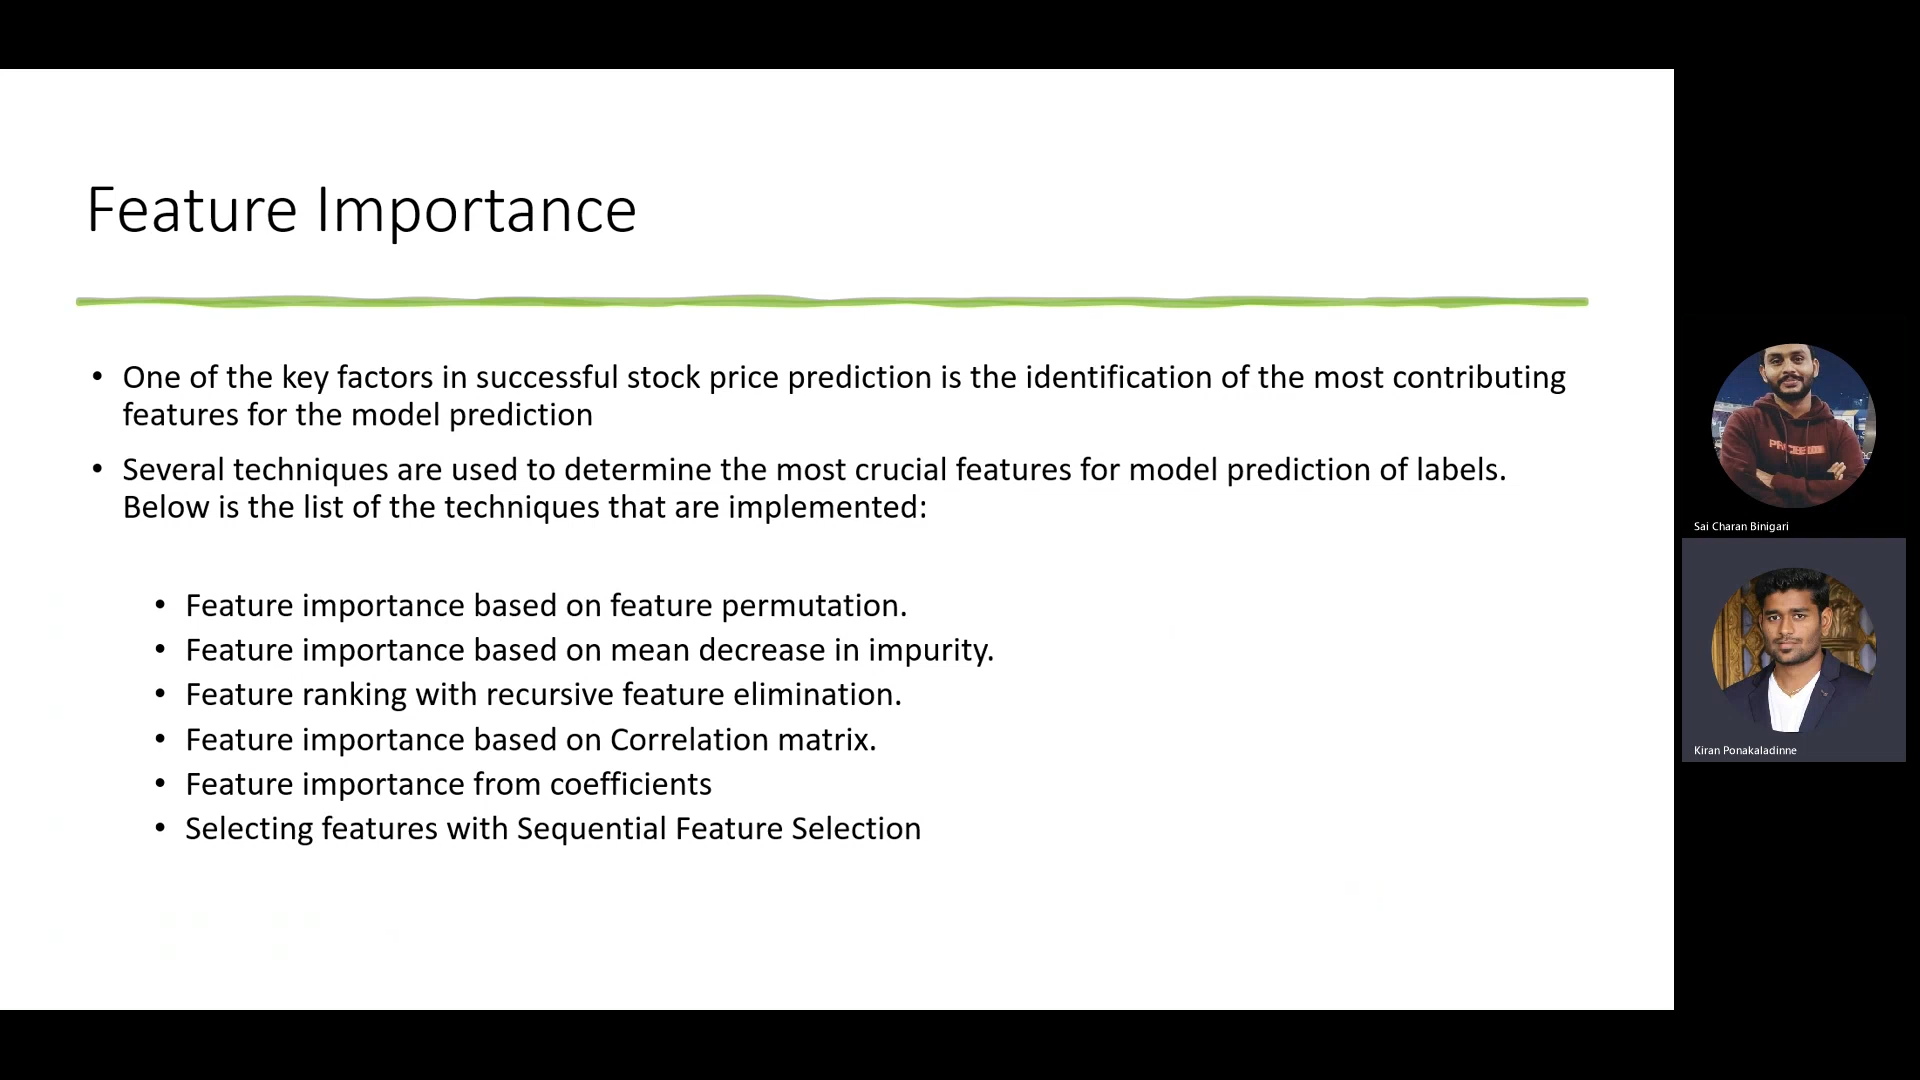 Feature Importance
• One of the key factors in successful stock price prediction is the identification of the most contributing
features for the model prediction
• Several techniques are used to determine the most crucial features for model prediction of labels.
Below is the list of the techniques that are implemented:
• Feature importance based on feature permutation.
• Feature importance based on mean decrease in impurity.
• Feature ranking with recursive feature elimination.
• Feature importance based on Correlation matrix.
• Feature importance from coefficients
• Selecting features with Sequential Feature Selection
Sai Charan Binigari
Kiran Ponakaladinne